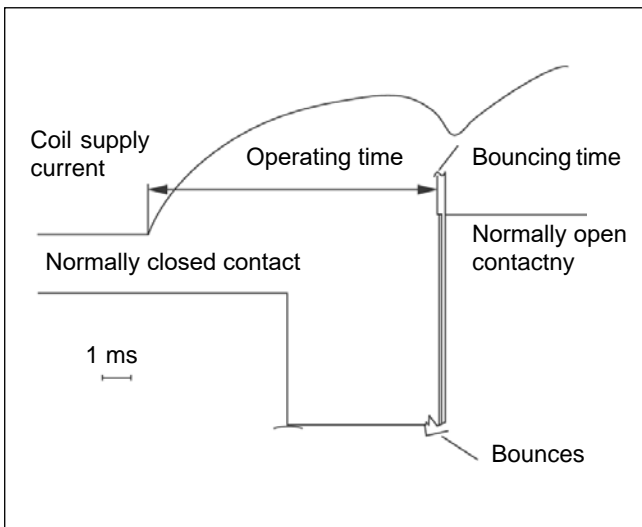 Coil supply
current
Operating time
Bouncing time
Normally closed contact
Normally open
contactny
1 ms
Bounces